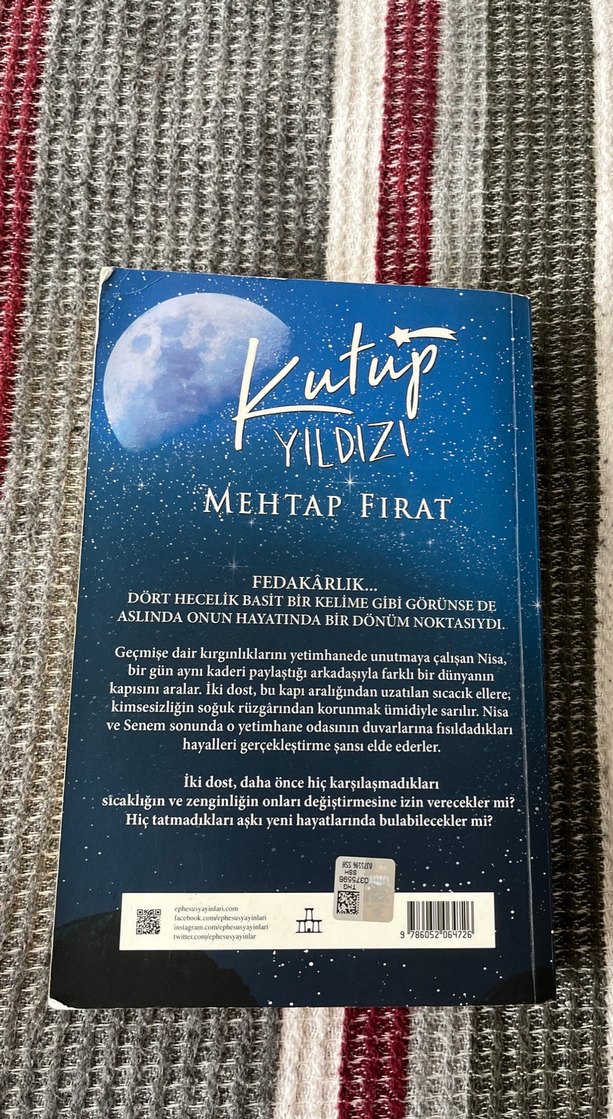 Kutup
YILDIZI
MEHTAP FIRAT
FEDAKÂRLIK...
DÖRT HECELİK BASİT BİR KELİME GİBİ GÖRÜNSE DE
ASLINDA ONUN HAYATINDA BİR DÖNÜM NOKTASIYDI.
Geçmişe dair kırgınlıklarını yetimhanede unutmaya çalışan Nisa,
bir gün aynı kaderi paylaştığı arkadaşıyla farklı bir dünyanın
kapısını aralar. İki dost, bu kapı aralığından uzatılan sıcacık ellere;
kimsesizliğin soğuk rüzgârından korunmak ümidiyle sarılır. Nisa
ve Senem sonunda o yetimhane odasının duvarlarına fısıldadıkları
hayalleri gerçekleştirme şansı elde ederler.
İki dost, daha önce hiç karşılaşmadıkları
sıcaklığın ve zenginliğin onları değiştirmesine izin verecekler mi?
Hiç tatmadıkları aşkı yeni hayatlarında bulabilecekler mi?
0375596 SSH
SSH
0375596
THG
ephesusyayinlari.com
facebook.com/ephesusyayinlari
instagram.com/ephesusyayinlari
twitter.com/ephesusyayinlar
9 786052 064726